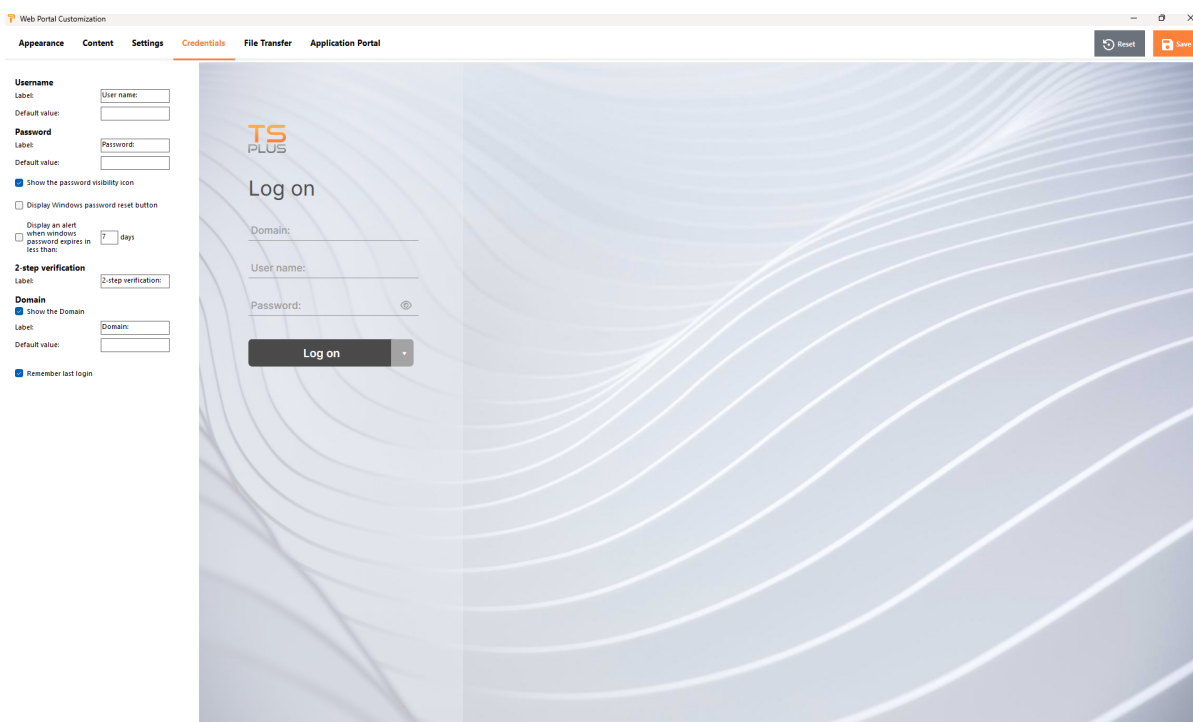 Web Portal Customization
Appearance Content Settings Credentials File Transfer Application Portal Reset Save
Username
Label: User name:
Default value:
Password
Label: Password:
Default value:
Show the password visibility icon
Display Windows password reset button
Display an alert
when windows
password expires in
less than: 7 days
2-step verification
Label: 2-step verification:
Domain
Show the Domain
Label: Domain:
Default value:
Remember last login
TS
PLUS
Log on
Domain:
User name:
Password:
Log on